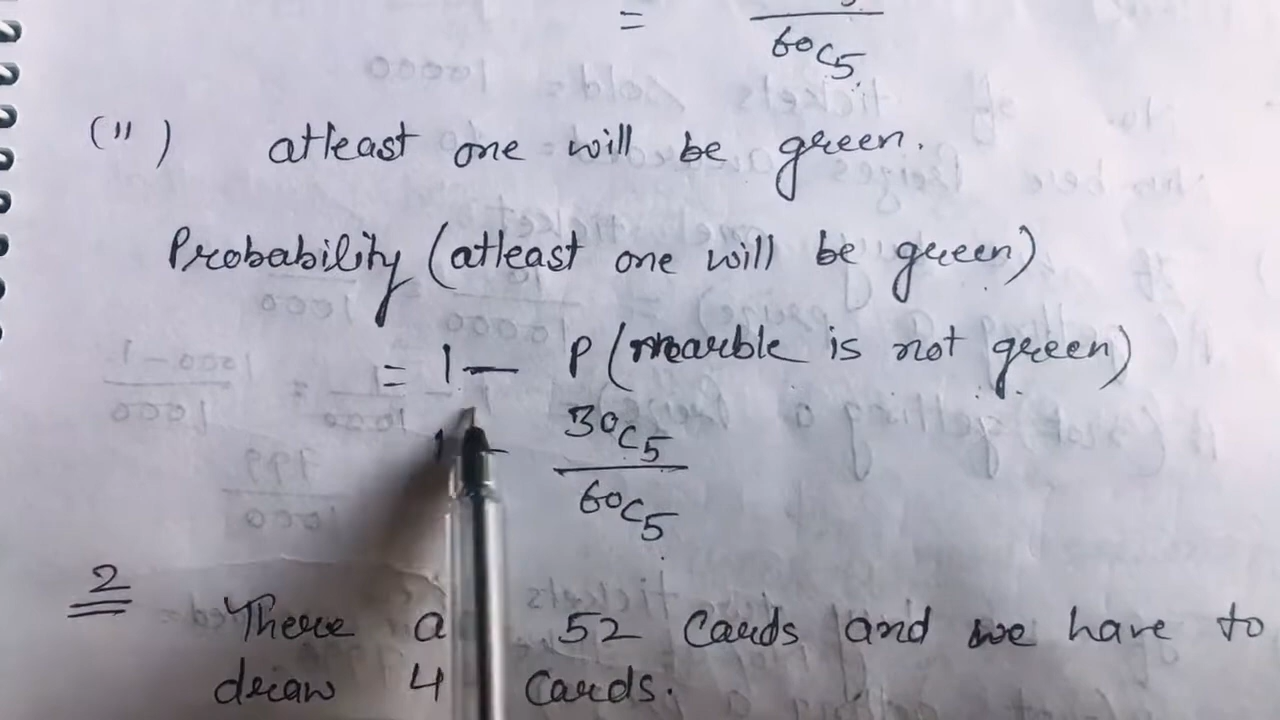 =
60C5
(ii) atleast one will be green.
Probability (atleast one will be green)
= 1 - P (marble is not green)
1 - 30C5
60C5
2
There a 52 Cards and we have to
draw 4 Cards.